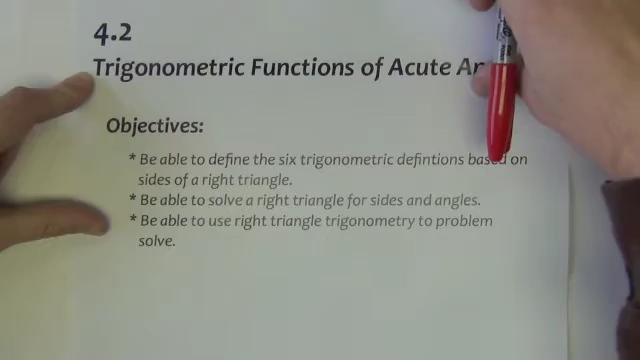 4.2
Trigonometric Functions of Acute
Objectives:
* Be able to define the six trigonometric defintions based on
sides of a right triangle.
* Be able to solve a right triangle for sides and angles.
* Be able to use right triangle trigonometry to problem
solve.